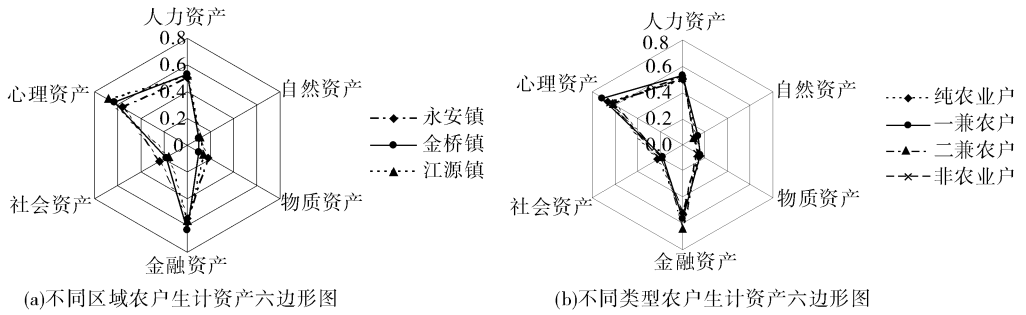 人力资产
0.8
0.6
0.4
0.2
0
心理资产
自然资产
社会资产
物质资产
金融资产
永安镇
金桥镇
江源镇
(a)不同区域农户生计资产六边形图
人力资产
0.8
0.6
0.4
0.2
0
心理资产
自然资产
社会资产
物质资产
金融资产
纯农业户
一兼农户
二兼农户
非农业户
(b)不同类型农户生计资产六边形图